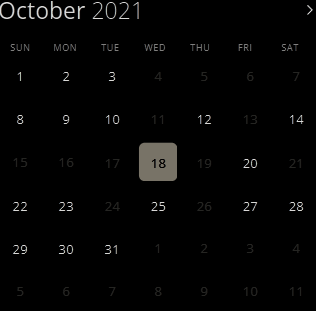 October 2021
SUN MON TUE WED THU FRI SAT
1 2 3 4 5 6 7
8 9 10 11 12 13 14
15 16 17 18 19 20 21
22 23 24 25 26 27 28
29 30 31 1 2 3 4
5 6 7 8 9 10 11